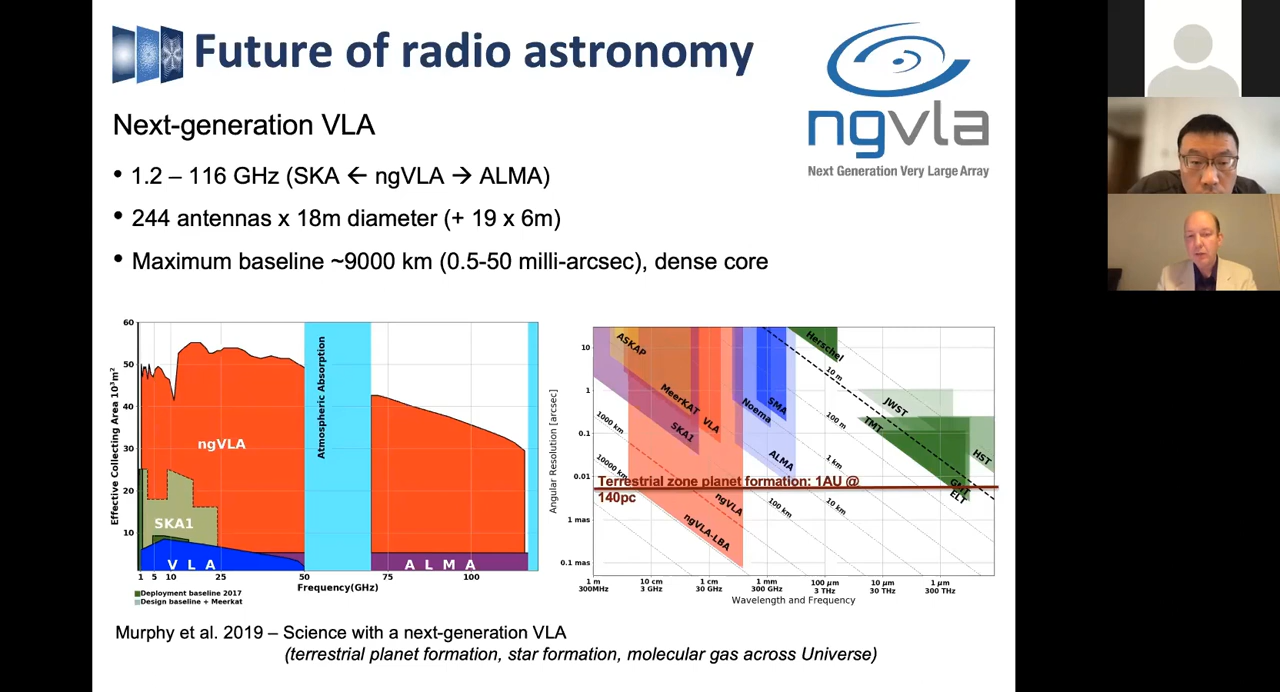 Future of radio astronomy
ngvla
Next Generation Very Large Array
Next-generation VLA
• 1.2 – 116 GHz (SKA ← ngVLA → ALMA)
• 244 antennas x 18m diameter (+ 19 x 6m)
• Maximum baseline ~9000 km (0.5-50 milli-arcsec), dense core
60
50
40
30
20
10
Effective Collecting Area 10³m²
ngVLA
Atmospheric Absorption
SKA1
V L A
A L M A
1 5 10 25 50 75 100
Frequency(GHz)
Deployment baseline 2017
Design baseline + Meerkat
Angular Resolution [arcsec]
10
1
0.1
0.01
1 mas
0.1 mas
ASKAP
MeerKAT
SKA1
VLA
Noema
SMA
ALMA
Herschel
JWST
TMT
HST
GMT
ELT
10 m
100 m
1 km
10 km
100 km
1000 km
10000 km
Terrestrial zone planet formation: 1AU @
140pc
ngVLA
ngVLA-LBA
1 m 10 cm 1 cm 1 mm 100 μm 10 μm 1 μm
300MHz 3 GHz 30 GHz 300 GHz 3 THz 30 THz 300 THz
Wavelength and Frequency
Murphy et al. 2019 – Science with a next-generation VLA
(terrestrial planet formation, star formation, molecular gas across Universe)